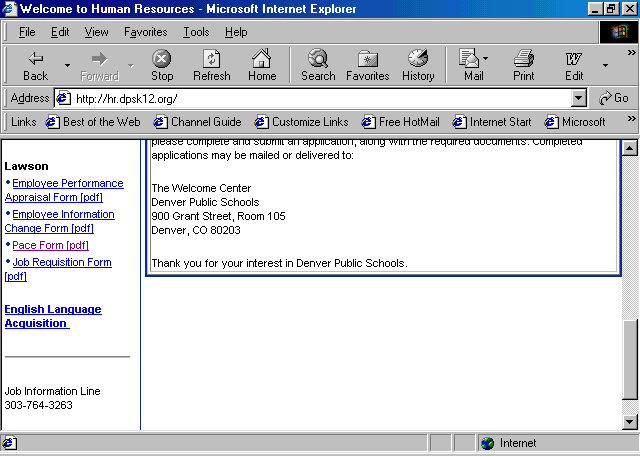 Welcome to Human Resources - Microsoft Internet Explorer
File Edit View Favorites Tools Help
Back Forward Stop Refresh Home Search Favorites History Mail Print Edit
Address http://hr.dpsk12.org/ Go
Links Best of the Web Channel Guide Customize Links Free HotMail Internet Start Microsoft
Lawson
Employee Performance
Appraisal Form [pdf]
Employee Information
Change Form [pdf]
Pace Form [pdf]
Job Requisition Form
[pdf]
English Language
Acquisition
Job Information Line
303-764-3263
please complete and submit an application, along with the required documents. Completed
applications may be mailed or delivered to:
The Welcome Center
Denver Public Schools
900 Grant Street, Room 105
Denver, CO 80203
Thank you for your interest in Denver Public Schools.
Internet